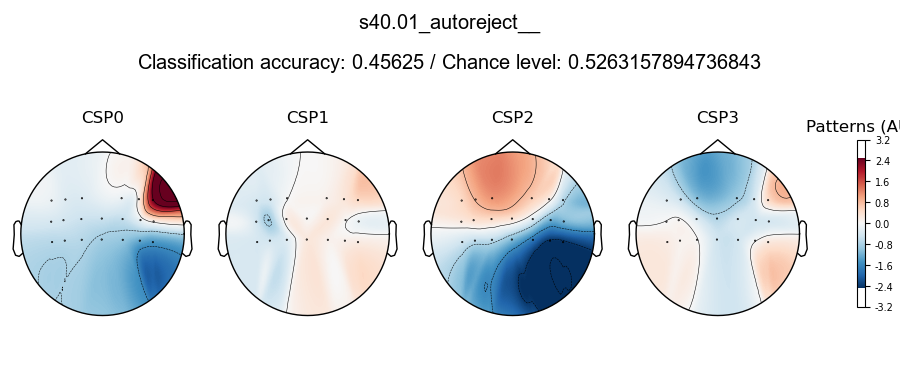 s40.01_autoreject__
Classification accuracy: 0.45625 / Chance level: 0.5263157894736843
CSP0 CSP1 CSP2 CSP3
Patterns (A
3.2
2.4
1.6
0.8
0.0
-0.8
-1.6
-2.4
-3.2